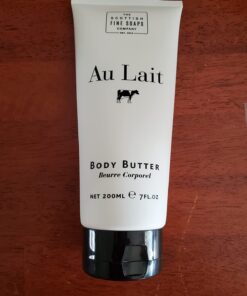 THE
SCOTTISH
FINE SOAPS
COMPANY
Au Lait
BODY BUTTER
Beurre Corporel
NET 200ML ℮ 7FL.OZ